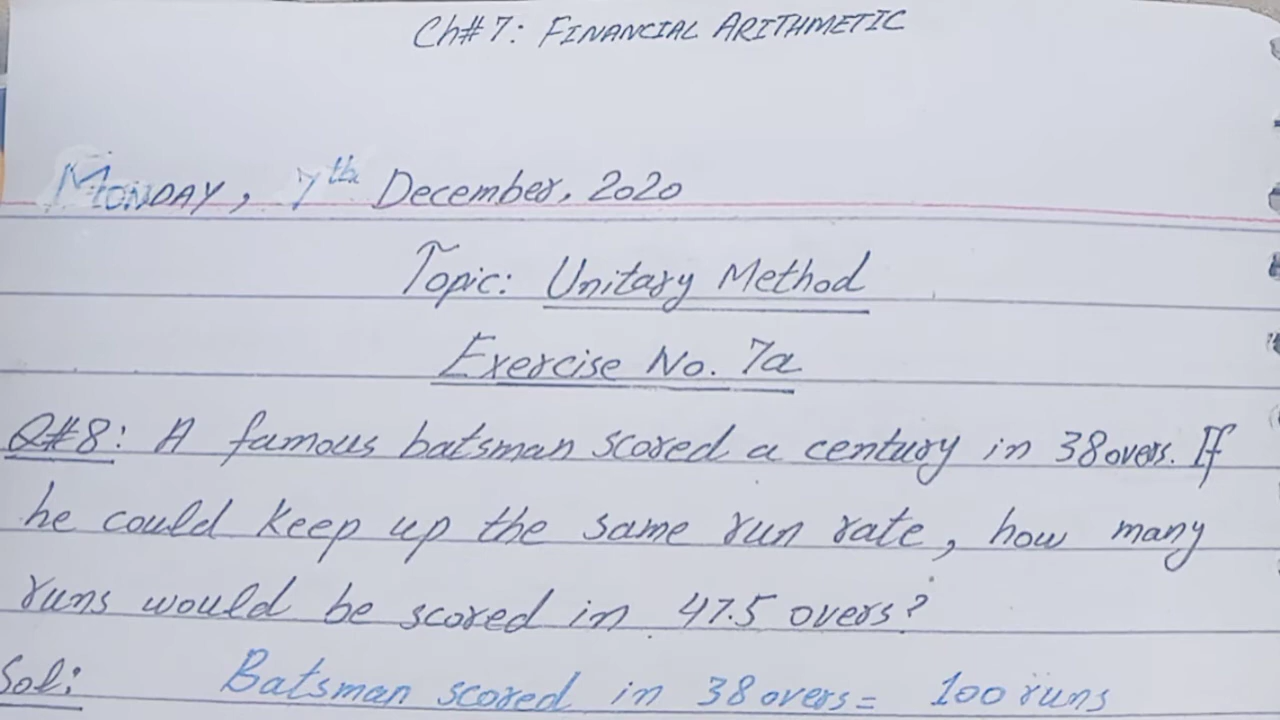 Ch# 7: FINANCIAL ARITHMETIC
MONDAY, 7th December, 2020
Topic: Unitary Method
Exercise No. 7a
Q#8: A famous batsman scored a century in 38 overs. If
he could keep up the same run rate, how many
runs would be scored in 47.5 overs?
Sol: Batsman scored in 38 overs = 100 runs